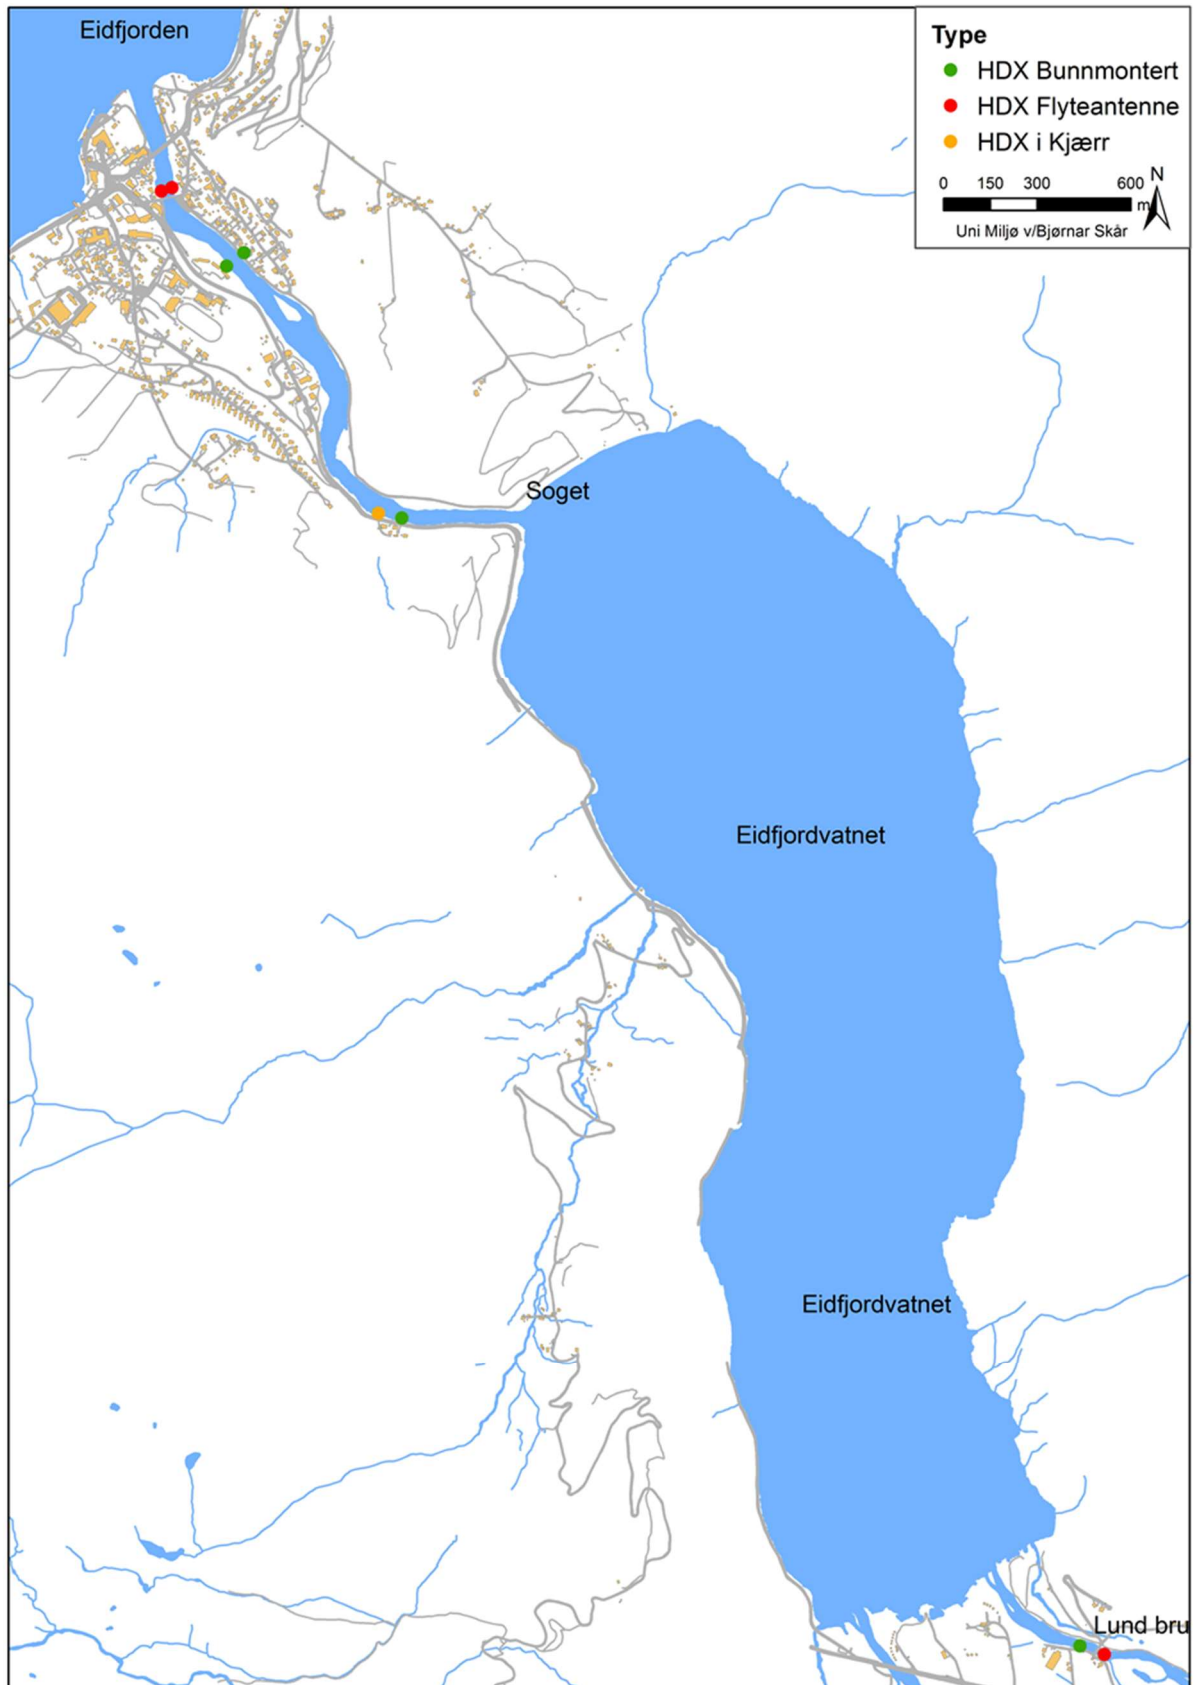 Eidfjorden
Type
HDX Bunnmontert
HDX Flyteantenne
HDX i Kjærr
0 150 300 600
m
N
Uni Miljø v/Bjørnar Skår
Soget
Eidfjordvatnet
Eidfjordvatnet
Lund bru